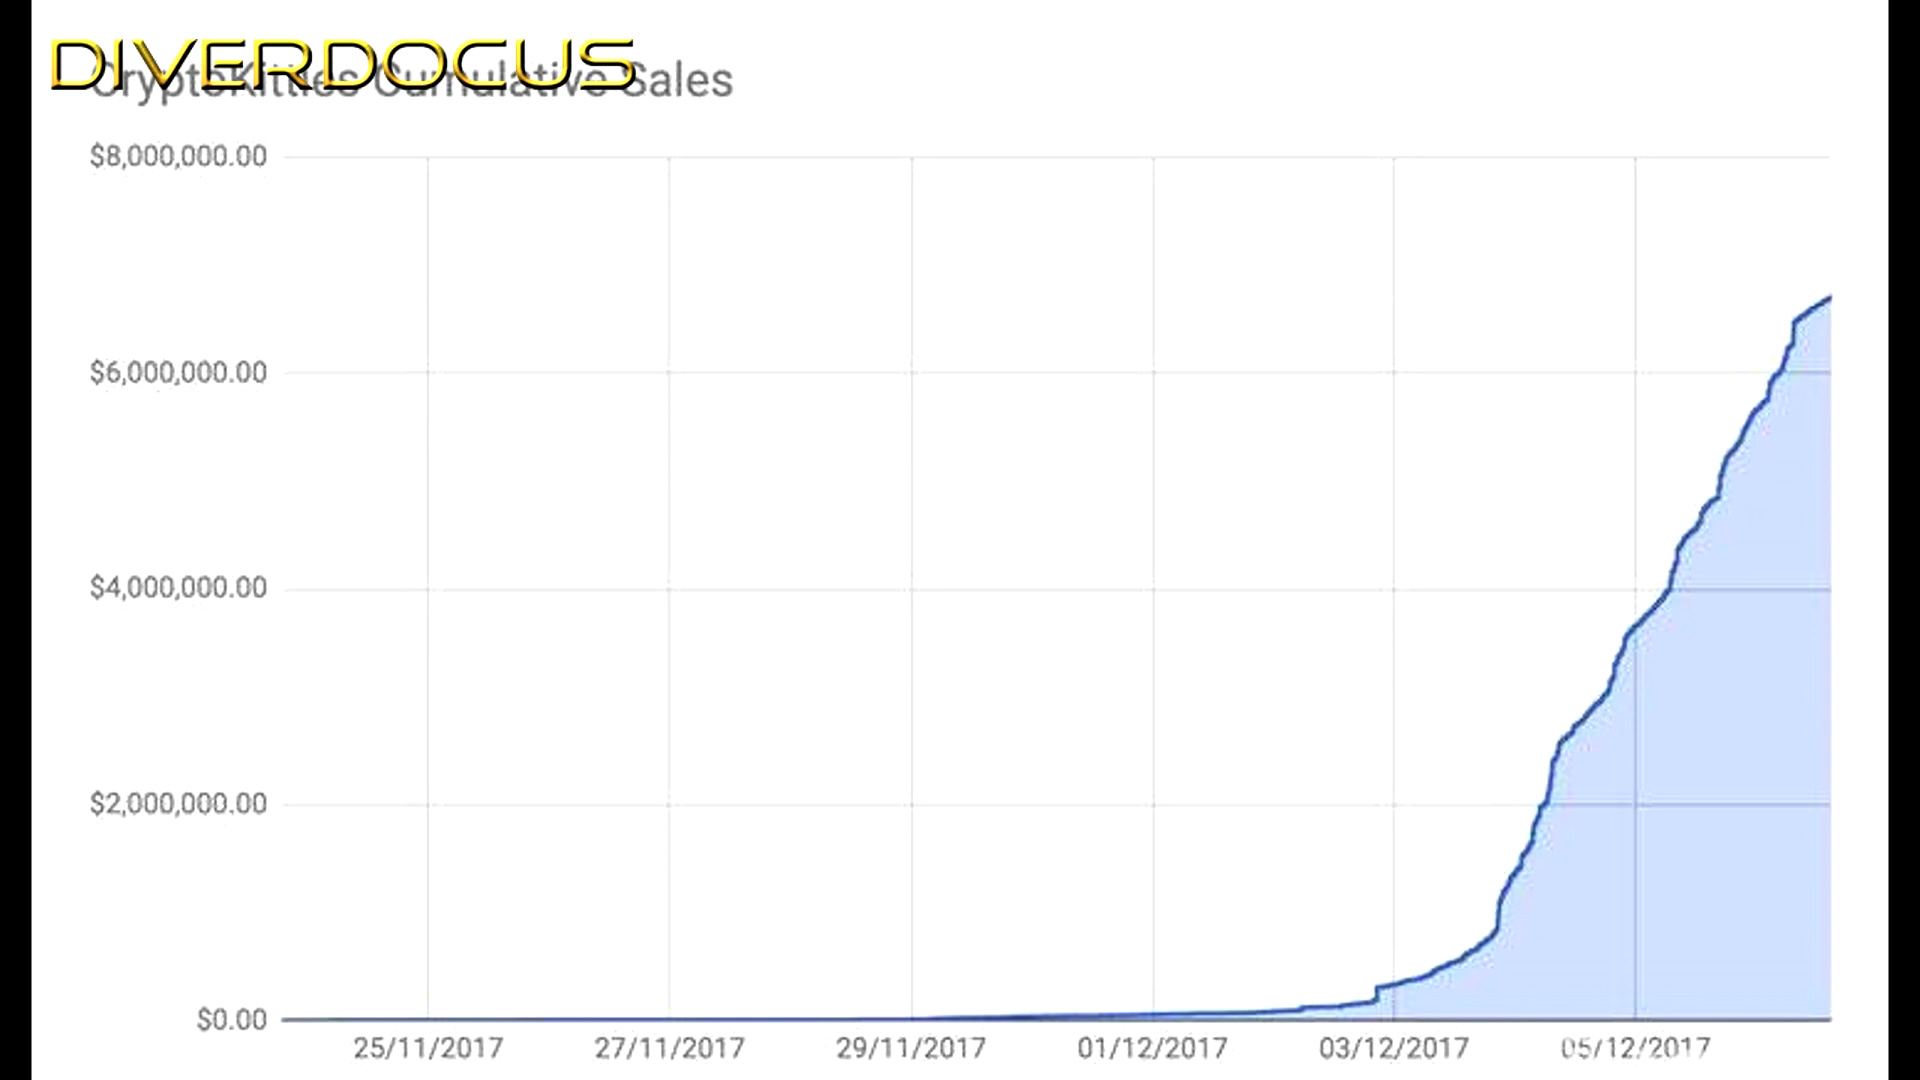 DIVERDOCUS
CryptoKitties Cumulative Sales
$8,000,000.00
$6,000,000.00
$4,000,000.00
$2,000,000.00
$0.00
25/11/2017 27/11/2017 29/11/2017 01/12/2017 03/12/2017 05/12/2017